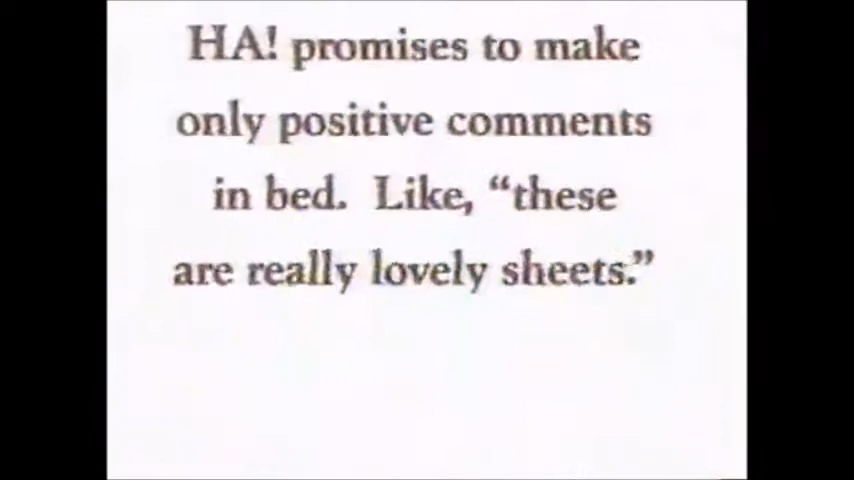 HA! promises to make
only positive comments
in bed. Like, “these
are really lovely sheets.”